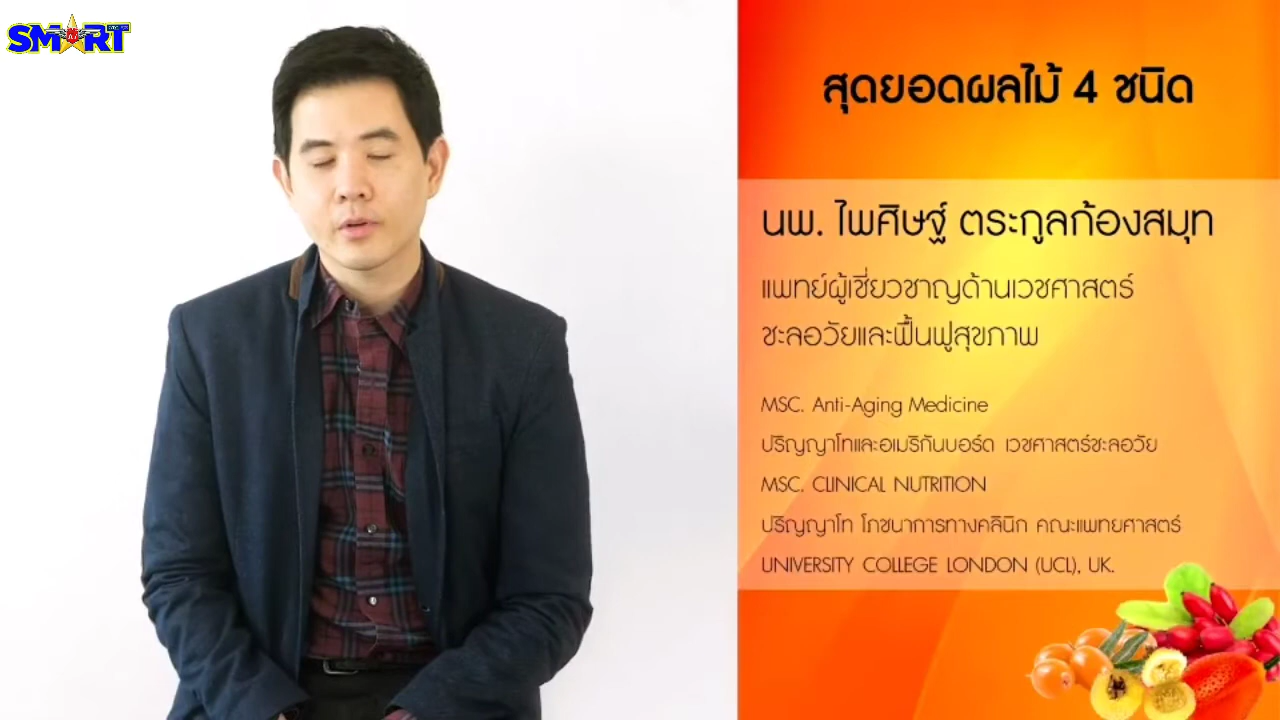 SMART
สุดยอดผลไม้ 4 ชนิด
นพ. ไพศิษฐ์ ตระกูลก้องสมุท
แพทย์ผู้เชี่ยวชาญด้านเวชศาสตร์
ชะลอวัยและฟื้นฟูสุขภาพ
MSC. Anti-Aging Medicine
ปริญญาโทและอเมริกันบอร์ด เวชศาสตร์ชะลอวัย
MSC. CLINICAL NUTRITION
ปริญญาโท โภชนาการทางคลินิก คณะแพทยศาสตร์
UNIVERSITY COLLEGE LONDON (UCL), UK.